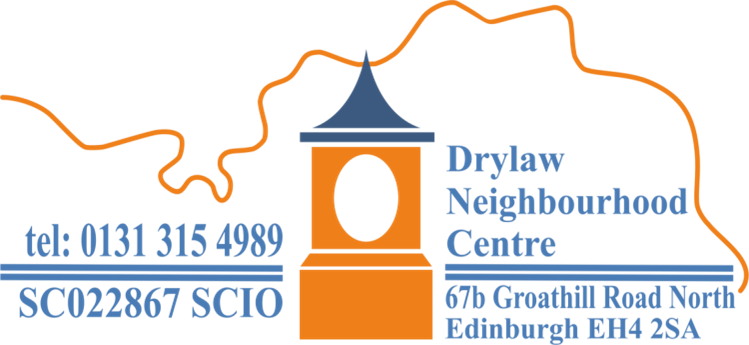 tel: 0131 315 4989
SC022867 SCIO
Drylaw
Neighbourhood
Centre
67b Groathill Road North
Edinburgh EH4 2SA